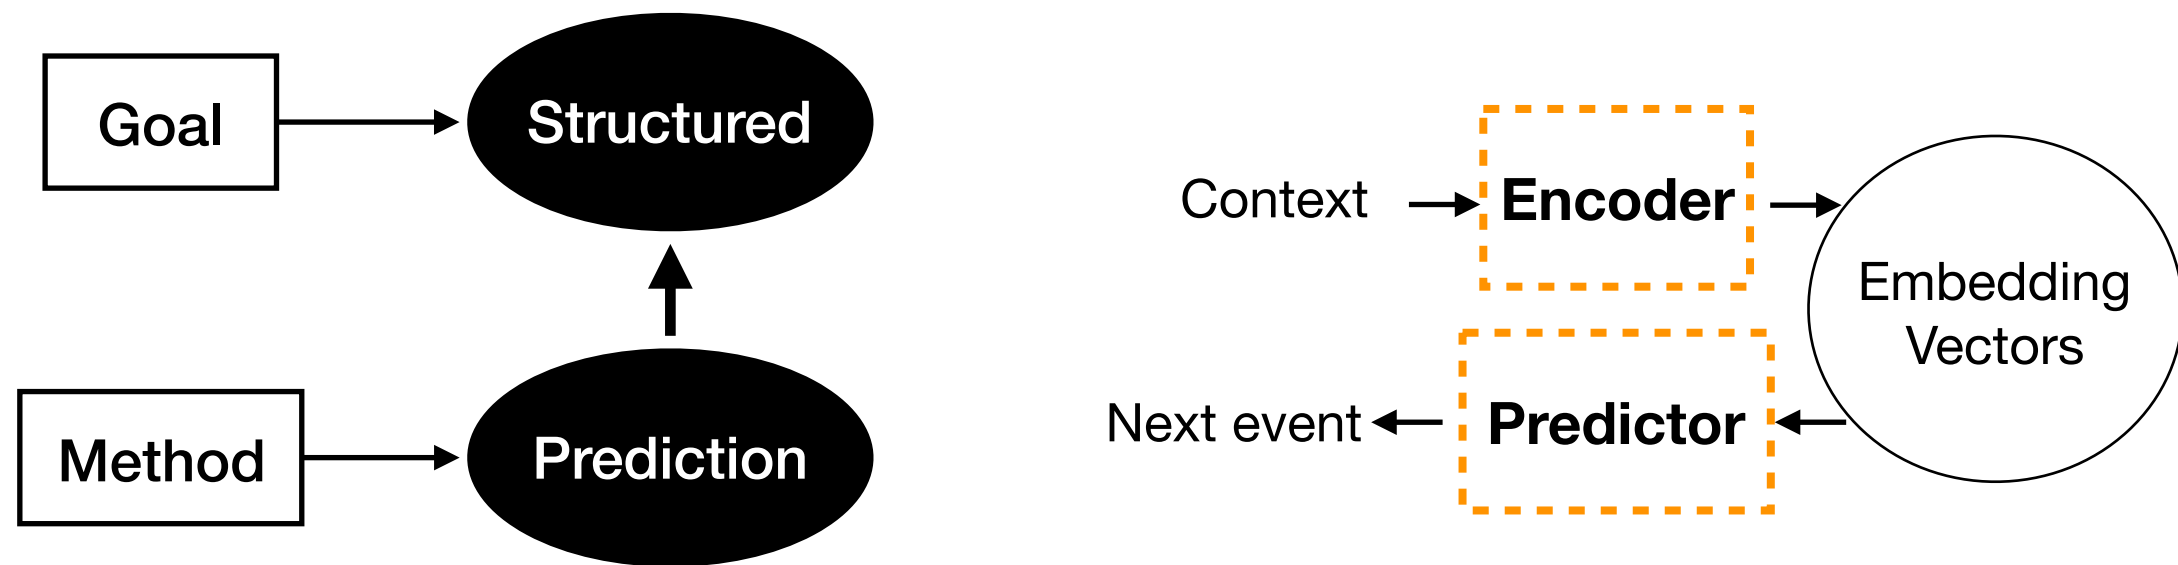 Goal
Structured
Method
Prediction
Context
Encoder
Embedding
Vectors
Next event
Predictor